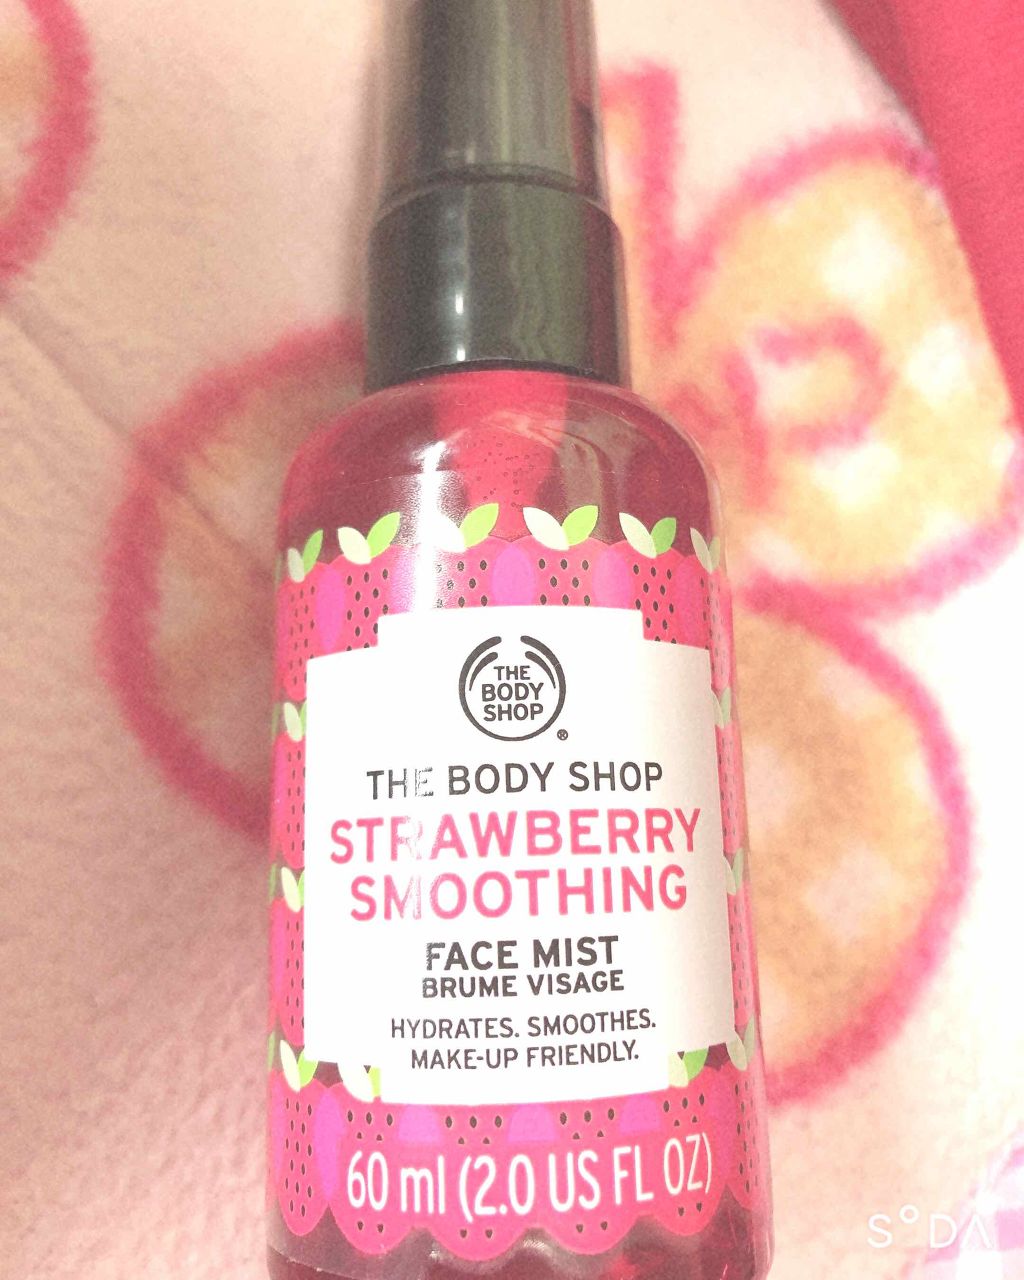 THE
BODY
SHOP
®
THE BODY SHOP
STRAWBERRY
SMOOTHING
FACE MIST
BRUME VISAGE
HYDRATES. SMOOTHES.
MAKE-UP FRIENDLY.
60 ml (2.0 US FL OZ)
SODA